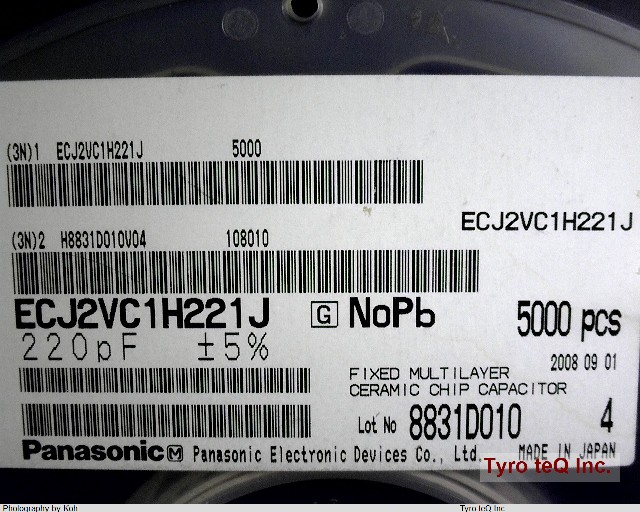 (3N)1 ECJ2VC1H221J 5000
ECJ2VC1H221J
(3N)2 H8831D010V04 108010
ECJ2VC1H221J G NoPb 5000 pcs
220pF ±5%
2008 09 01
FIXED MULTILAYER
CERAMIC CHIP CAPACITOR
Lot No 8831D010 4
Panasonic M Panasonic Electronic Devices Co., Ltd. MADE IN JAPAN
Tyro teQ Inc.
Photography by Koh Tyro teQ Inc